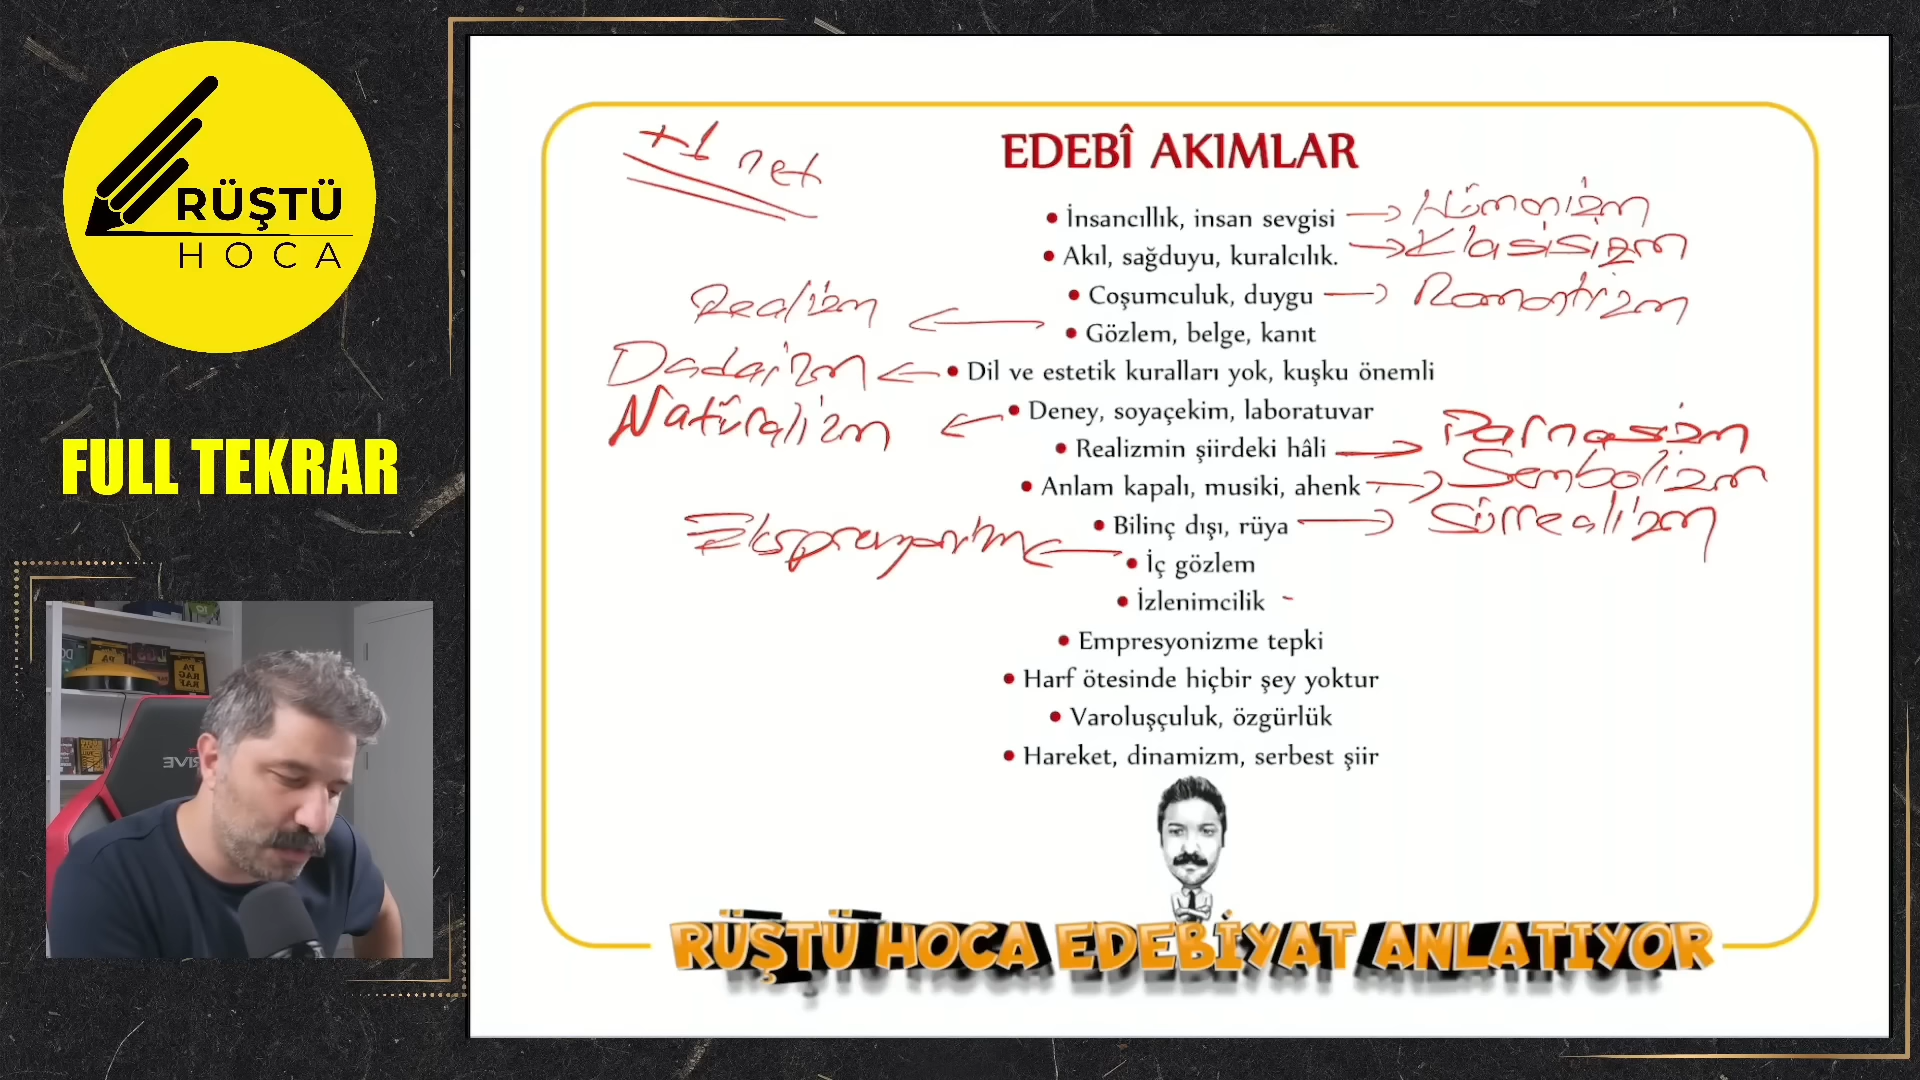 RÜŞTÜ
HOCA
FULL TEKRAR
+1 net
EDEBÎ AKIMLAR
• İnsancıllık, insan sevgisi → Hümanizm
• Akıl, sağduyu, kuralcılık. → Klasisizm
• Coşumculuk, duygu → Romantizm
Realizm ← • Gözlem, belge, kanıt
Dadaizm ← • Dil ve estetik kuralları yok, kuşku önemli
Natüralizm ← • Deney, soyaçekim, laboratuvar
• Realizmin şiirdeki hâli → Parnasizm
• Anlam kapalı, musiki, ahenk → Sembolizm
• Bilinç dışı, rüya → Sürrealizm
← • İç gözlem
• İzlenimcilik -
• Empresyonizme tepki
• Harf ötesinde hiçbir şey yoktur
• Varoluşçuluk, özgürlük
• Hareket, dinamizm, serbest şiir
RÜŞTÜ HOCA EDEBİYAT ANLATIYOR